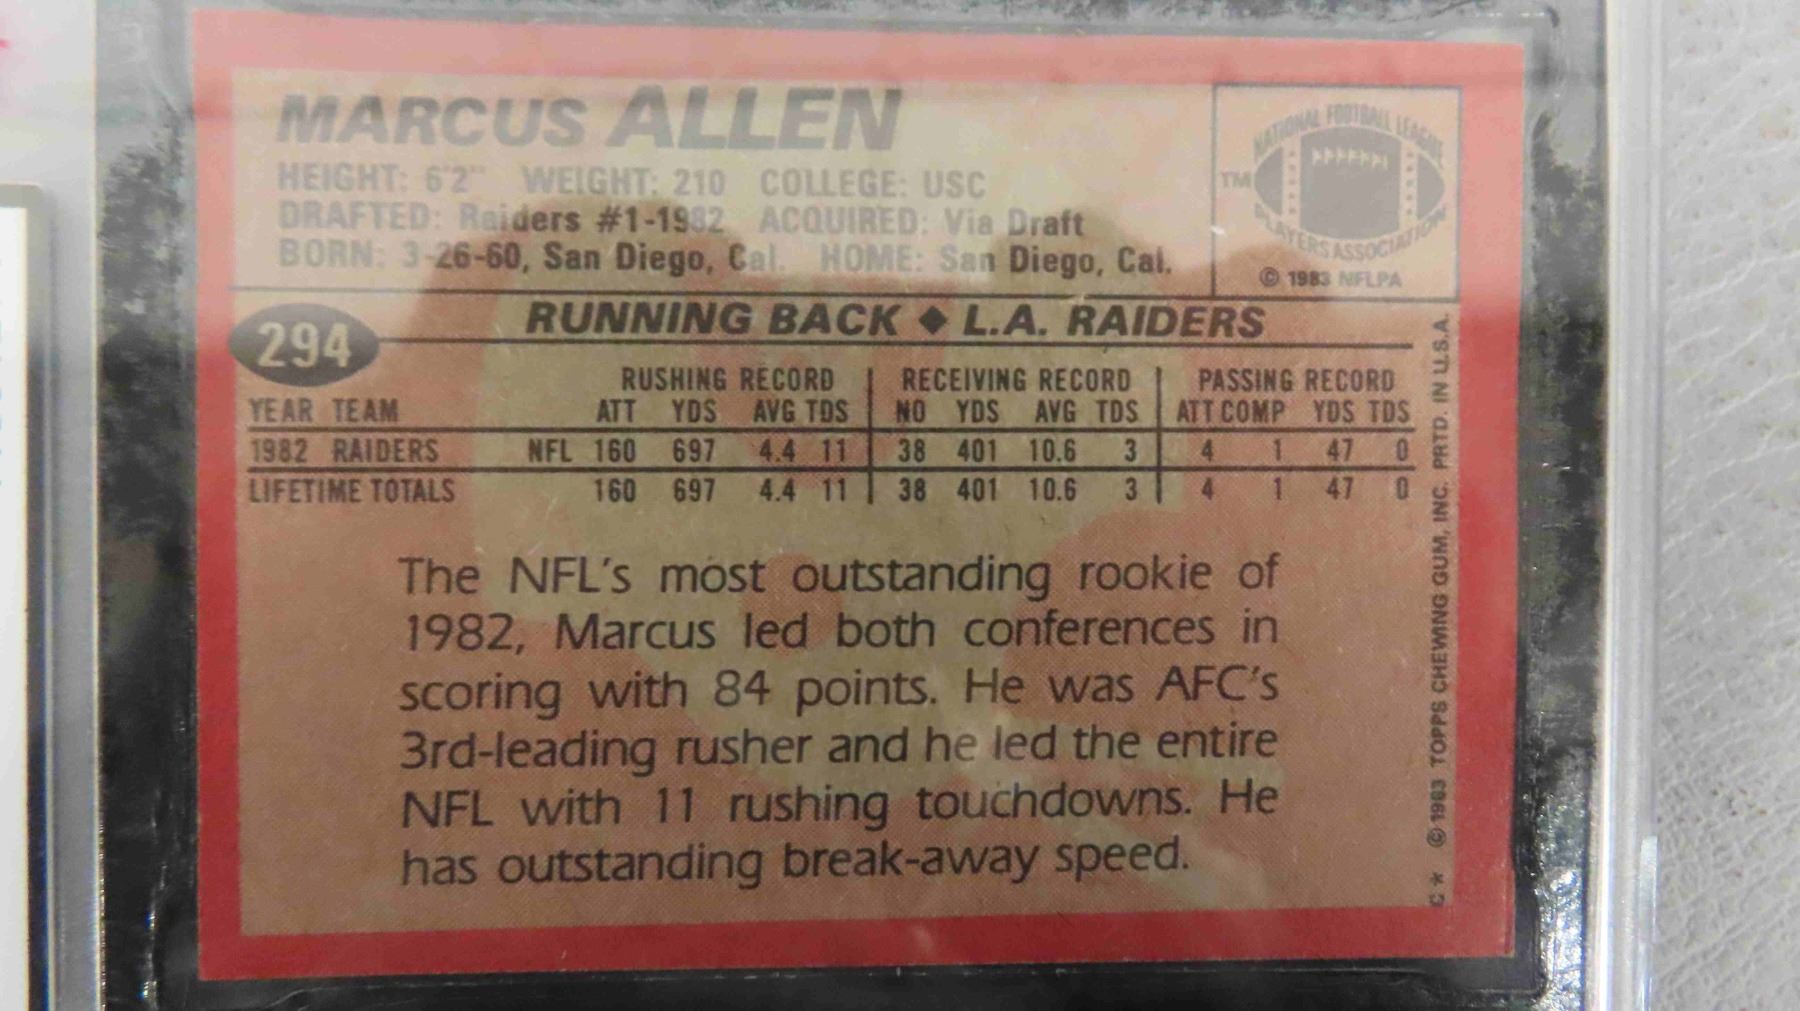 MARCUS ALLEN
HEIGHT: 6'2" WEIGHT: 210 COLLEGE: USC
DRAFTED: Raiders #1-1982 ACQUIRED: Via Draft
BORN: 3-26-60, San Diego, Cal. HOME: San Diego, Cal.
NATIONAL FOOTBALL LEAGUE
TM
PLAYERS ASSOCIATION
© 1983 NFLPA
294
RUNNING BACK ◆ L.A. RAIDERS
RUSHING RECORD RECEIVING RECORD PASSING RECORD
YEAR TEAM ATT YDS AVG TDS NO YDS AVG TDS ATT COMP YDS TDS
1982 RAIDERS NFL 160 697 4.4 11 38 401 10.6 3 4 1 47 0
LIFETIME TOTALS 160 697 4.4 11 38 401 10.6 3 4 1 47 0
The NFL's most outstanding rookie of
1982, Marcus led both conferences in
scoring with 84 points. He was AFC's
3rd-leading rusher and he led the entire
NFL with 11 rushing touchdowns. He
has outstanding break-away speed.
C* © 1983 TOPPS CHEWING GUM, INC. PRTD. IN U.S.A.